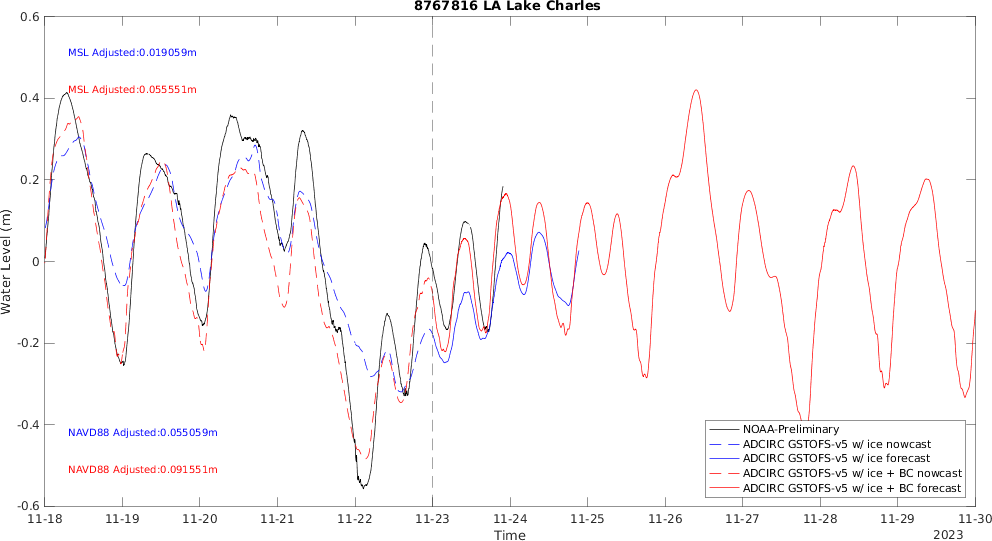 8767816 LA Lake Charles
0.6
0.4
0.2
0
-0.2
-0.4
-0.6
Water Level (m)
MSL Adjusted:0.019059m
MSL Adjusted:0.055551m
NAVD88 Adjusted:0.055059m
NAVD88 Adjusted:0.091551m
NOAA-Preliminary
ADCIRC GSTOFS-v5 w/ ice nowcast
ADCIRC GSTOFS-v5 w/ ice forecast
ADCIRC GSTOFS-v5 w/ ice + BC nowcast
ADCIRC GSTOFS-v5 w/ ice + BC forecast
11-18 11-19 11-20 11-21 11-22 11-23 11-24 11-25 11-26 11-27 11-28 11-29 11-30
Time
2023